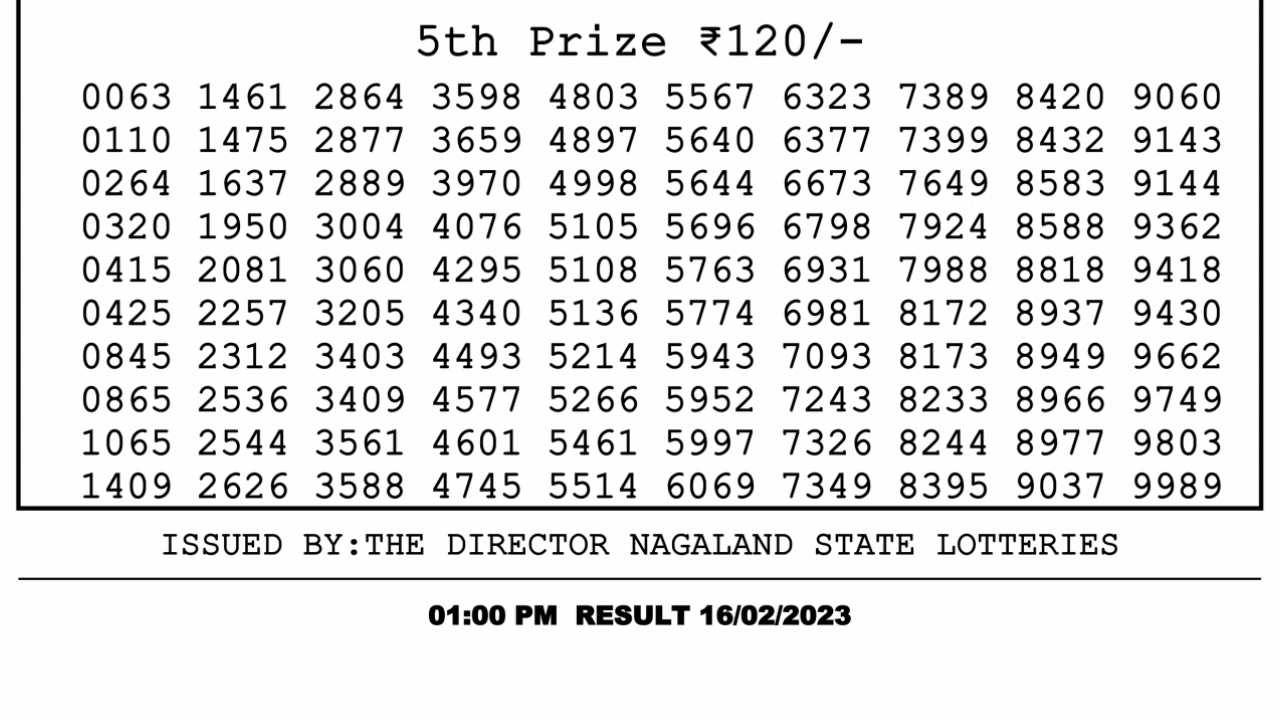 5th Prize ₹120/-
0063 1461 2864 3598 4803 5567 6323 7389 8420 9060
0110 1475 2877 3659 4897 5640 6377 7399 8432 9143
0264 1637 2889 3970 4998 5644 6673 7649 8583 9144
0320 1950 3004 4076 5105 5696 6798 7924 8588 9362
0415 2081 3060 4295 5108 5763 6931 7988 8818 9418
0425 2257 3205 4340 5136 5774 6981 8172 8937 9430
0845 2312 3403 4493 5214 5943 7093 8173 8949 9662
0865 2536 3409 4577 5266 5952 7243 8233 8966 9749
1065 2544 3561 4601 5461 5997 7326 8244 8977 9803
1409 2626 3588 4745 5514 6069 7349 8395 9037 9989
ISSUED BY:THE DIRECTOR NAGALAND STATE LOTTERIES
01:00 PM RESULT 16/02/2023